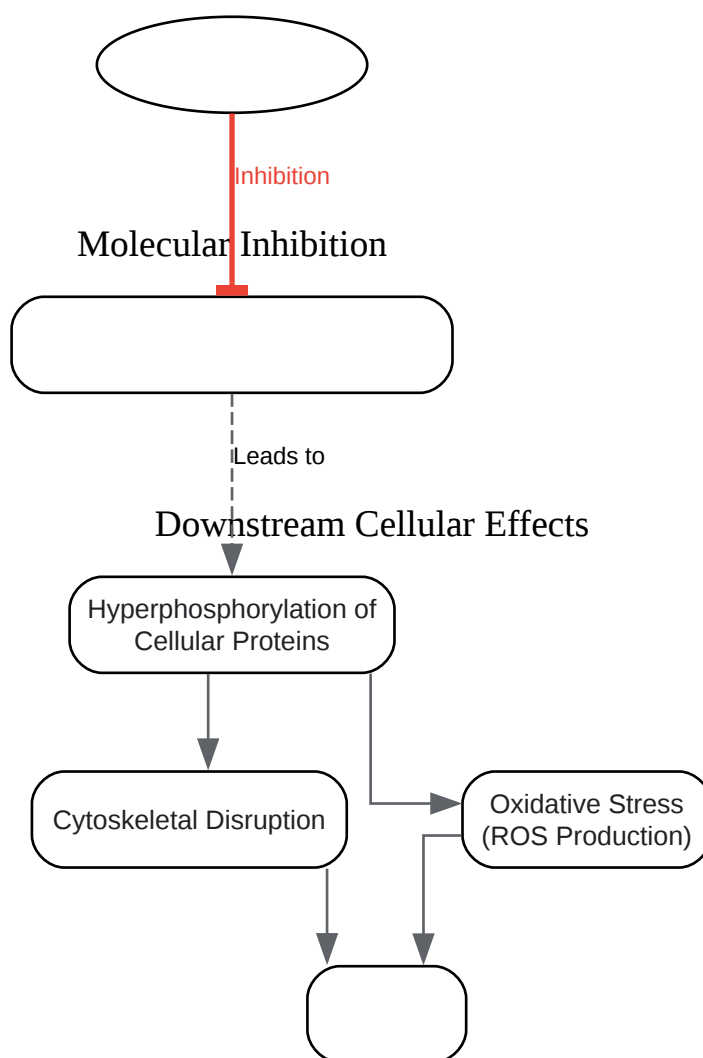 Inhibition
Molecular Inhibition
Leads to
Downstream Cellular Effects
Hyperphosphorylation of
Cellular Proteins
Cytoskeletal Disruption
Oxidative Stress
(ROS Production)